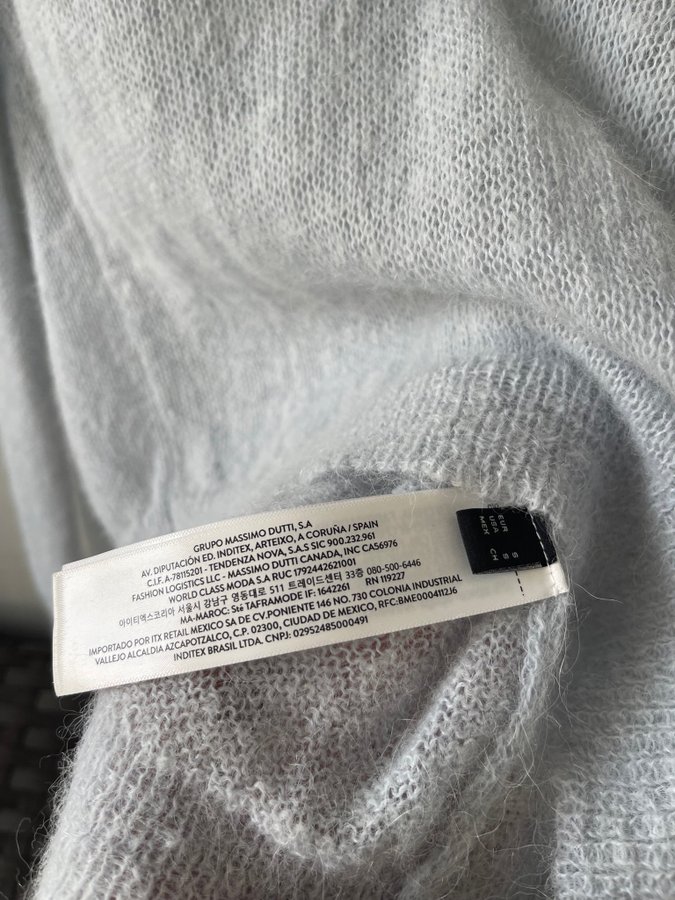 GRUPO MASSIMO DUTTI, S.A
AV. DIPUTACIÓN ED. INDITEX, ARTEIXO, A CORUÑA / SPAIN
C.I.F. A-78115201 - TENDENZA NOVA, S.A.S SIC 900.232.961
FASHION LOGISTICS LLC - MASSIMO DUTTI CANADA, INC CA56976
WORLD CLASS MODA S.A RUC 1792442621001
아이티엑스코리아 서울시 강남구 영동대로 511 트레이드센터 33층 080-500-6446
MA-MAROC: Sté TAFRAMODE IF: 1642261 RN 119227
IMPORTADO POR ITX RETAIL MEXICO SA DE CV PONIENTE 146 NO. 730 COLONIA INDUSTRIAL
VALLEJO ALCALDIA AZCAPOTZALCO, C.P. 02300, CIUDAD DE MEXICO, RFC:BME0004112J6
INDITEX BRASIL LTDA. CNPJ: 02952485000491
EUR S
USA S
MEX CH